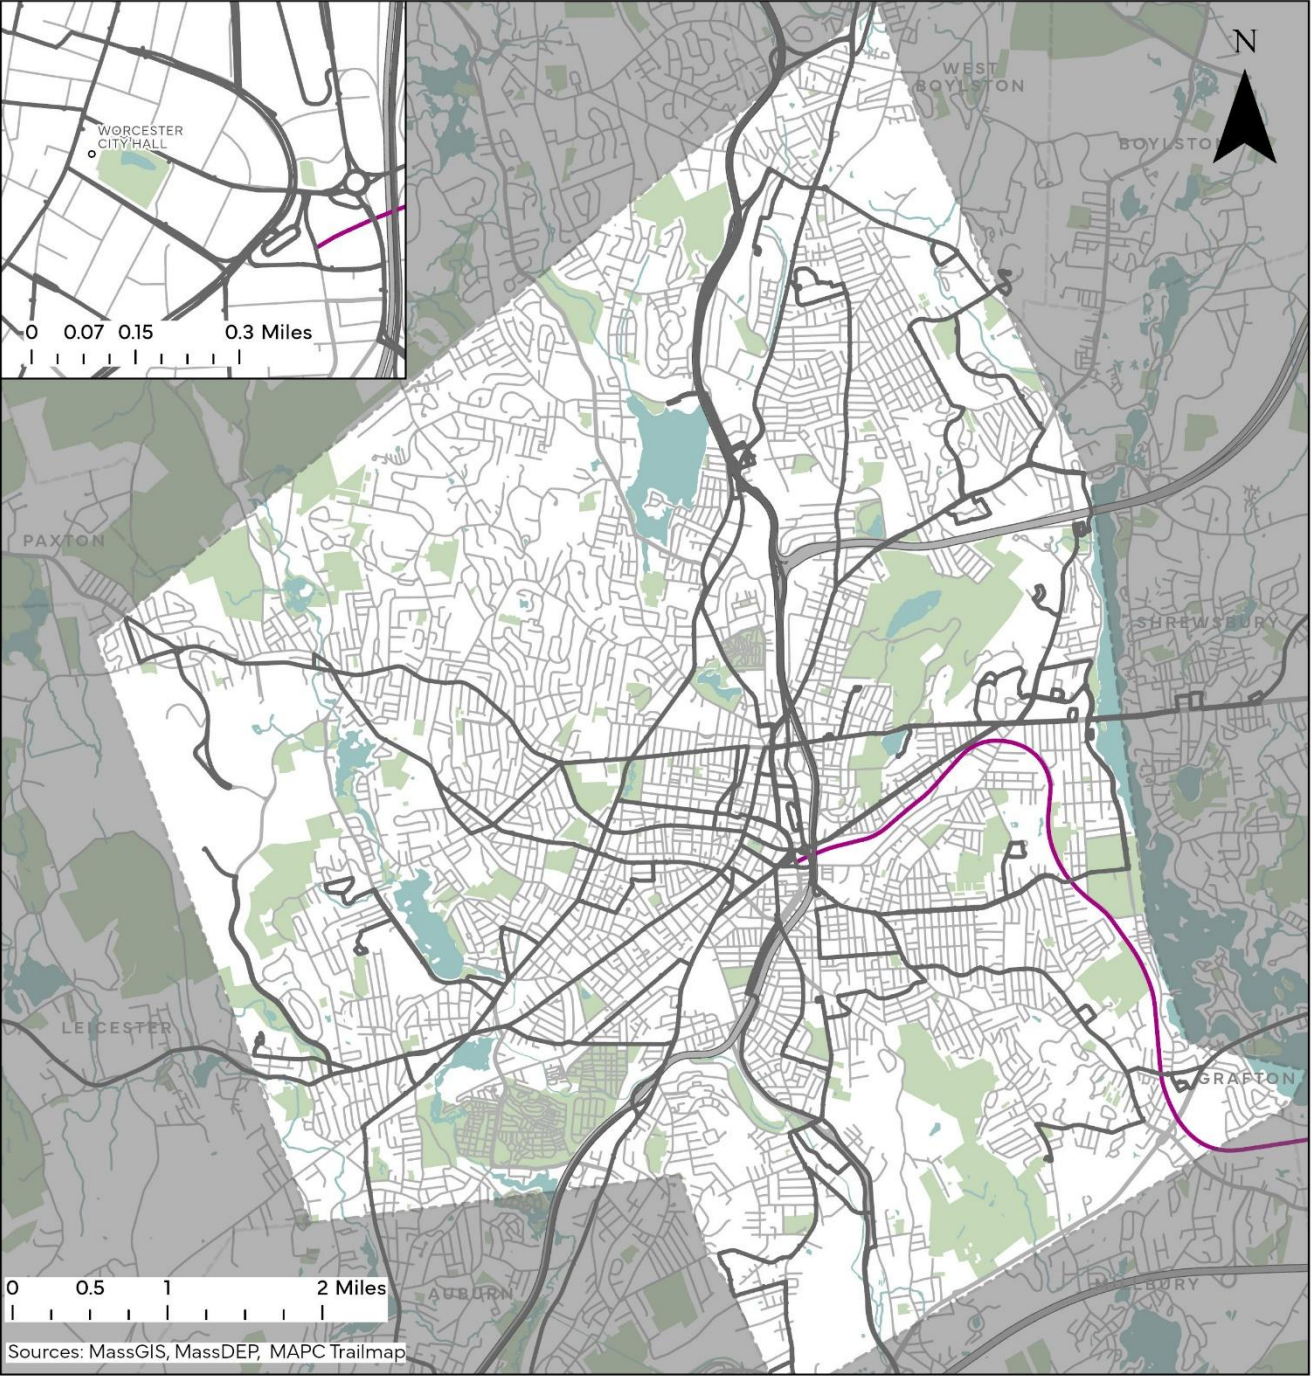 WORCESTER
CITY HALL
0 0.07 0.15 0.3 Miles
N
WEST
BOYLSTON
BOYLSTON
PAXTON
SHREWSBURY
LEICESTER
GRAFTON
MILLBURY
AUBURN
0 0.5 1 2 Miles
Sources: MassGIS, MassDEP, MAPC Trailmap